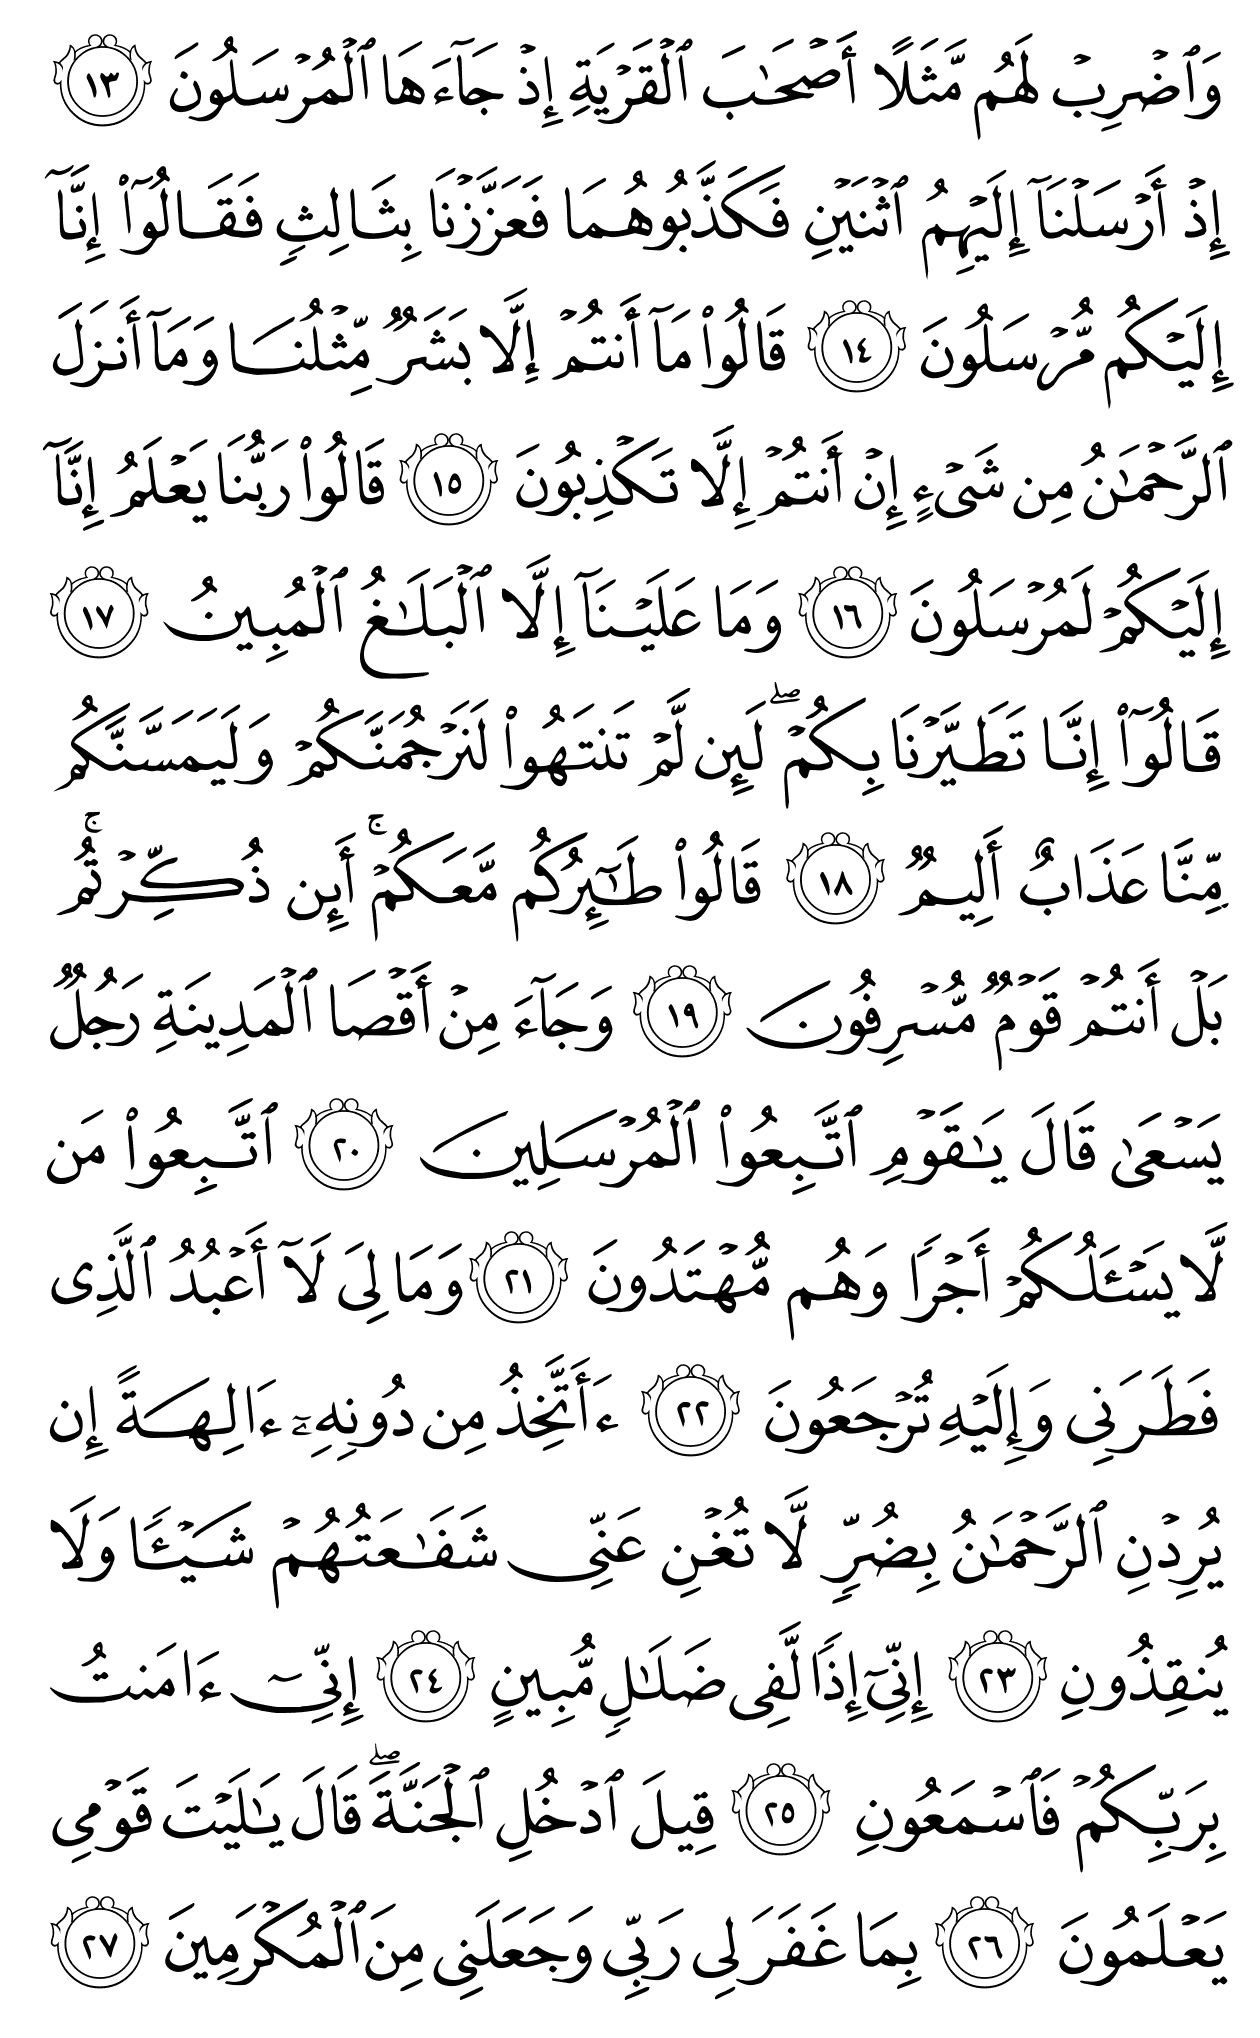 وَٱضۡرِبۡ لَهُم مَّثَلًا أَصۡحَٰبَ ٱلۡقَرۡيَةِ إِذۡ جَآءَهَا ٱلۡمُرۡسَلُونَ ١٣
إِذۡ أَرۡسَلۡنَآ إِلَيۡهِمُ ٱثۡنَيۡنِ فَكَذَّبُوهُمَا فَعَزَّزۡنَا بِثَالِثٖ فَقَالُوٓاْ إِنَّآ
إِلَيۡكُم مُّرۡسَلُونَ ١٤ قَالُواْ مَآ أَنتُمۡ إِلَّا بَشَرٞ مِّثۡلُنَا وَمَآ أَنزَلَ
ٱلرَّحۡمَٰنُ مِن شَيۡءٍ إِنۡ أَنتُمۡ إِلَّا تَكۡذِبُونَ ١٥ قَالُواْ رَبُّنَا يَعۡلَمُ إِنَّآ
إِلَيۡكُمۡ لَمُرۡسَلُونَ ١٦ وَمَا عَلَيۡنَآ إِلَّا ٱلۡبَلَٰغُ ٱلۡمُبِينُ ١٧
قَالُوٓاْ إِنَّا تَطَيَّرۡنَا بِكُمۡۖ لَئِن لَّمۡ تَنتَهُواْ لَنَرۡجُمَنَّكُمۡ وَلَيَمَسَّنَّكُم
مِّنَّا عَذَابٌ أَلِيمٞ ١٨ قَالُواْ طَٰٓئِرُكُم مَّعَكُمۡۚ أَئِن ذُكِّرۡتُمۚ
بَلۡ أَنتُمۡ قَوۡمٞ مُّسۡرِفُونَ ١٩ وَجَآءَ مِنۡ أَقۡصَا ٱلۡمَدِينَةِ رَجُلٞ
يَسۡعَىٰ قَالَ يَٰقَوۡمِ ٱتَّبِعُواْ ٱلۡمُرۡسَلِينَ ٢٠ ٱتَّبِعُواْ مَن
لَّا يَسۡـَٔلُكُمۡ أَجۡرٗا وَهُم مُّهۡتَدُونَ ٢١ وَمَا لِيَ لَآ أَعۡبُدُ ٱلَّذِي
فَطَرَنِي وَإِلَيۡهِ تُرۡجَعُونَ ٢٢ ءَأَتَّخِذُ مِن دُونِهِۦٓ ءَالِهَةً إِن
يُرِدۡنِ ٱلرَّحۡمَٰنُ بِضُرّٖ لَّا تُغۡنِ عَنِّي شَفَٰعَتُهُمۡ شَيۡـٔٗا وَلَا
يُنقِذُونِ ٢٣ إِنِّيٓ إِذٗا لَّفِي ضَلَٰلٖ مُّبِينٍ ٢٤ إِنِّيٓ ءَامَنتُ
بِرَبِّكُمۡ فَٱسۡمَعُونِ ٢٥ قِيلَ ٱدۡخُلِ ٱلۡجَنَّةَۖ قَالَ يَٰلَيۡتَ قَوۡمِي
يَعۡلَمُونَ ٢٦ بِمَا غَفَرَ لِي رَبِّي وَجَعَلَنِي مِنَ ٱلۡمُكۡرَمِينَ ٢٧